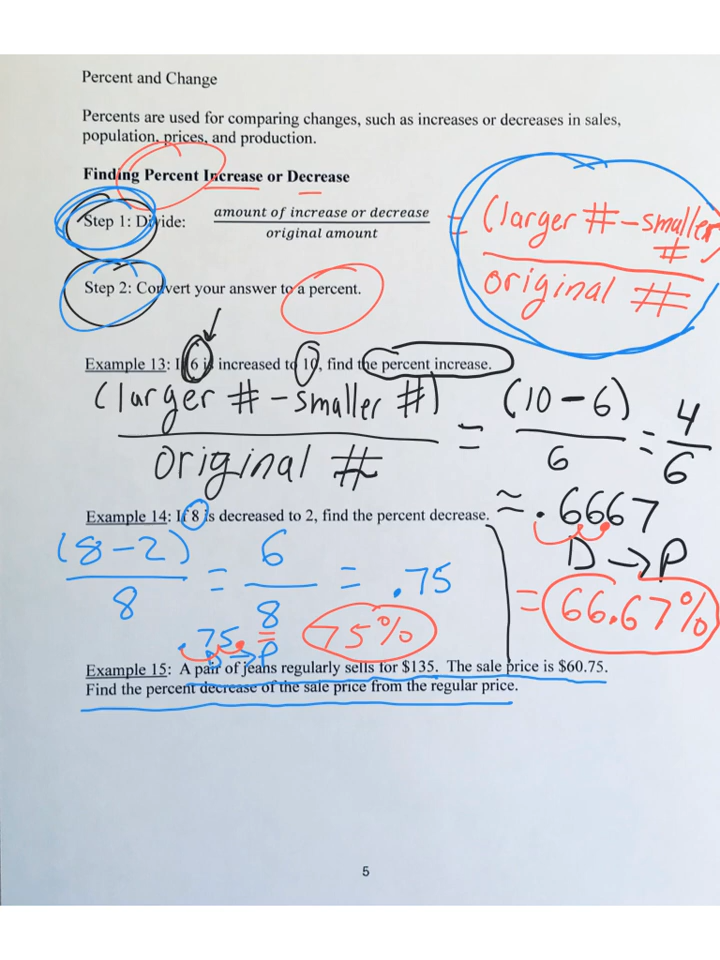 Percent and Change
Percents are used for comparing changes, such as increases or decreases in sales,
population, prices, and production.
Finding Percent Increase or Decrease
Step 1: Divide: amount of increase or decrease
original amount
= (larger # - smaller
#)
original #
Step 2: Convert your answer to a percent.
Example 13: If 6 is increased to 10, find the percent increase.
(larger # - smaller #)
original #
= (10 - 6)
6
= 4
6
≈ .6667
D → P
= 66.67%
Example 14: If 8 is decreased to 2, find the percent decrease.
(8 - 2)
8
= 6
8
= .75
.75.
D → P
= 75%
Example 15: A pair of jeans regularly sells for $135. The sale price is $60.75.
Find the percent decrease of the sale price from the regular price.
5